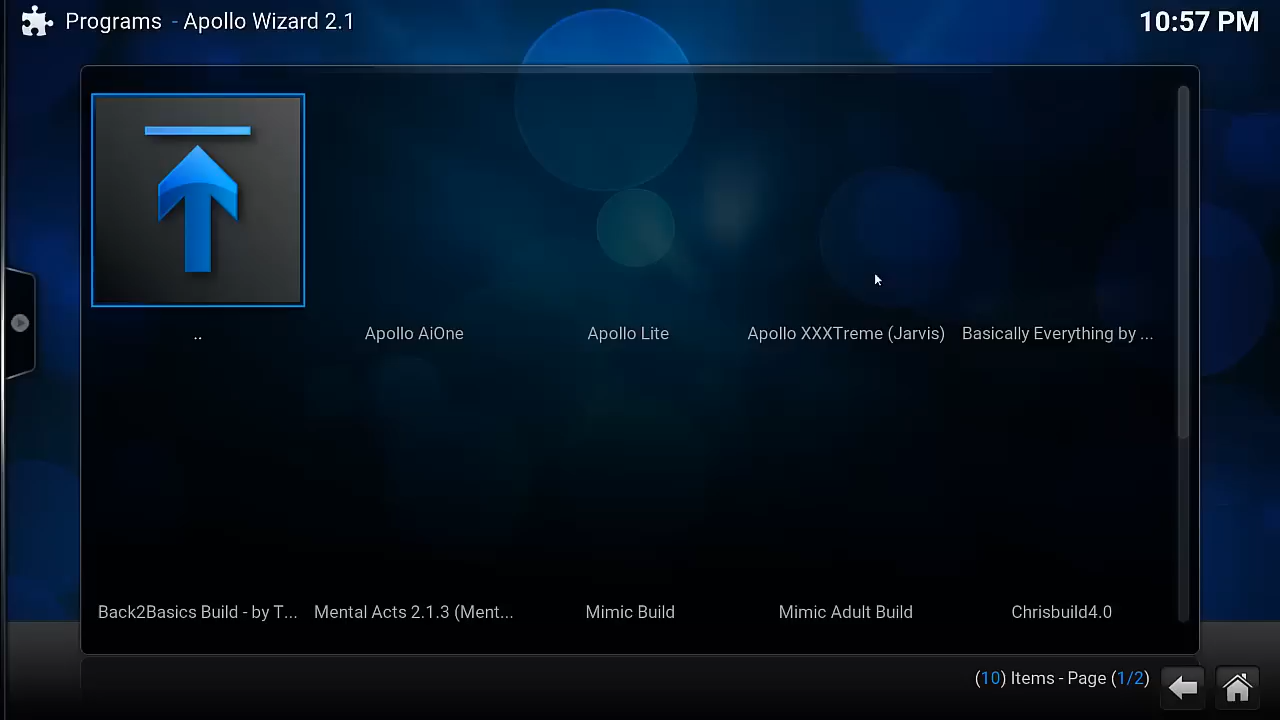 Programs - Apollo Wizard 2.1
10:57 PM
..
Apollo AiOne
Apollo Lite
Apollo XXXTreme (Jarvis)
Basically Everything by ...
Back2Basics Build - by T...
Mental Acts 2.1.3 (Ment...
Mimic Build
Mimic Adult Build
Chrisbuild4.0
(10) Items - Page (1/2)